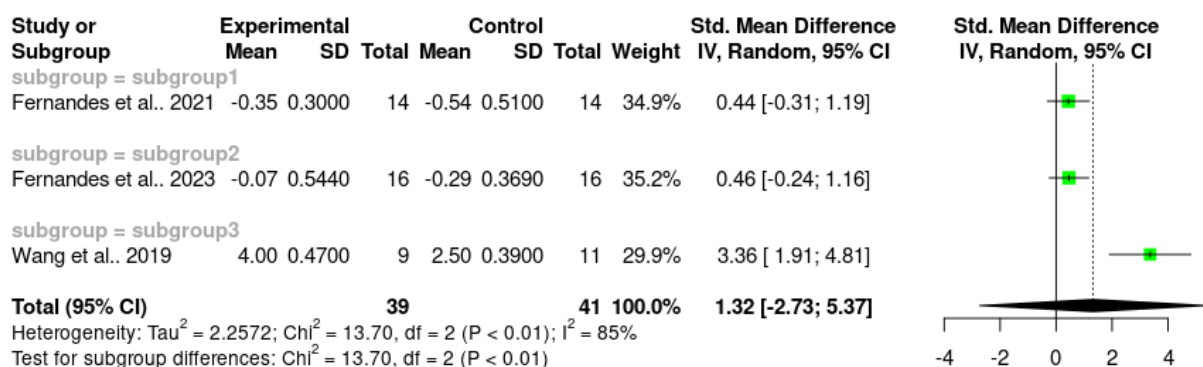 Study or Experimental Control Std. Mean Difference Std. Mean Difference
Subgroup Mean SD Total Mean SD Total Weight IV, Random, 95% CI IV, Random, 95% CI
subgroup = subgroup1
Fernandes et al.. 2021 -0.35 0.3000 14 -0.54 0.5100 14 34.9% 0.44 [-0.31; 1.19]
subgroup = subgroup2
Fernandes et al.. 2023 -0.07 0.5440 16 -0.29 0.3690 16 35.2% 0.46 [-0.24; 1.16]
subgroup = subgroup3
Wang et al.. 2019 4.00 0.4700 9 2.50 0.3900 11 29.9% 3.36 [ 1.91; 4.81]
Total (95% CI) 39 41 100.0% 1.32 [-2.73; 5.37]
Heterogeneity: Tau² = 2.2572; Chi² = 13.70, df = 2 (P < 0.01); I² = 85%
Test for subgroup differences: Chi² = 13.70, df = 2 (P < 0.01)
-4 -2 0 2 4